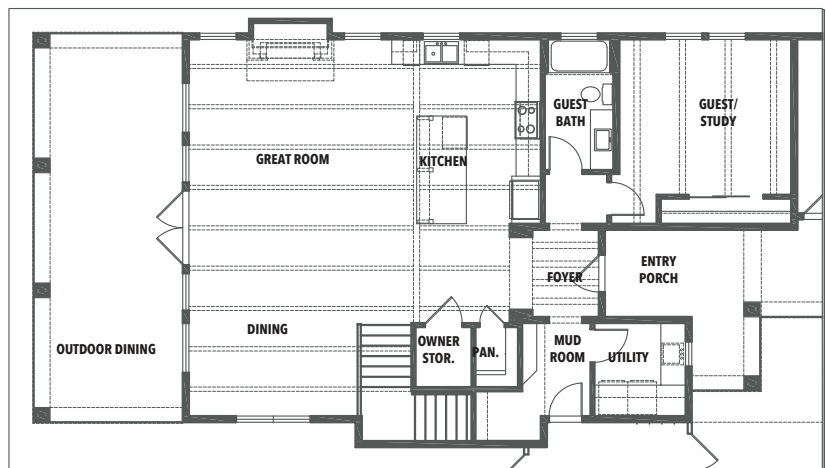 GUEST
BATH
GUEST/
STUDY
GREAT ROOM
KITCHEN
FOYER
ENTRY
PORCH
DINING
OUTDOOR DINING
OWNER
STOR.
PAN.
MUD
ROOM
UTILITY